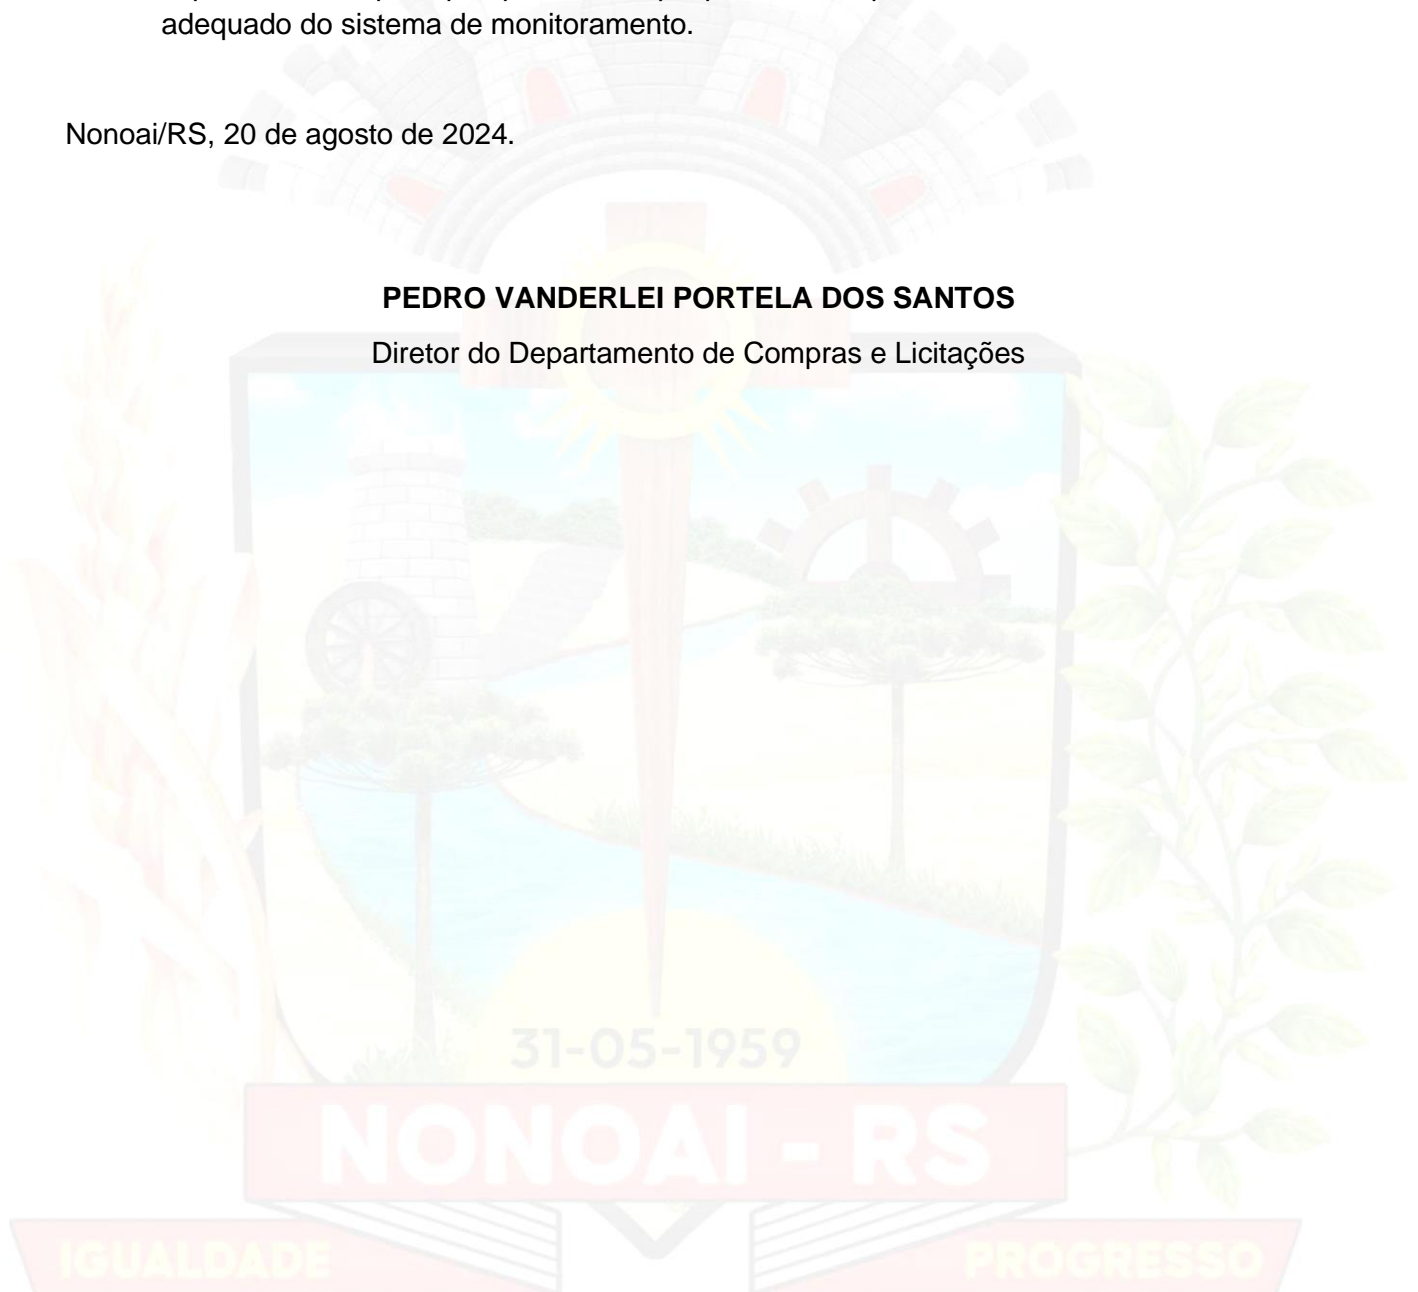 adequado do sistema de monitoramento.
Nonoai/RS, 20 de agosto de 2024.
PEDRO VANDERLEI PORTELA DOS SANTOS
Diretor do Departamento de Compras e Licitações
31-05-1959
NONOAI - RS
IGUALDADE PROGRESSO